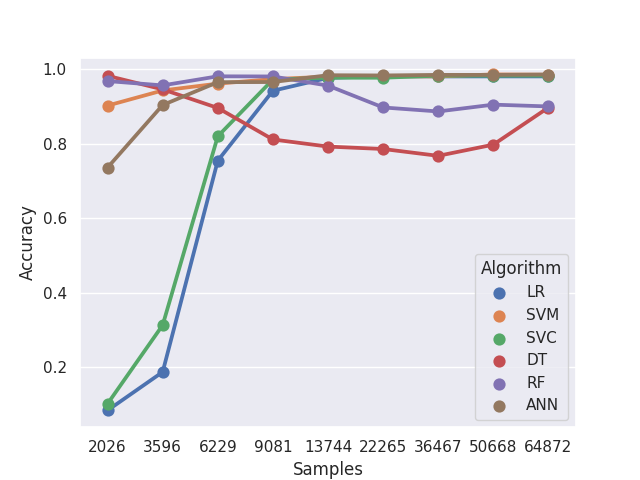 1.0
0.8
0.6
0.4
0.2
Accuracy
2026 3596 6229 9081 13744 22265 36467 50668 64872
Samples
Algorithm
LR
SVM
SVC
DT
RF
ANN